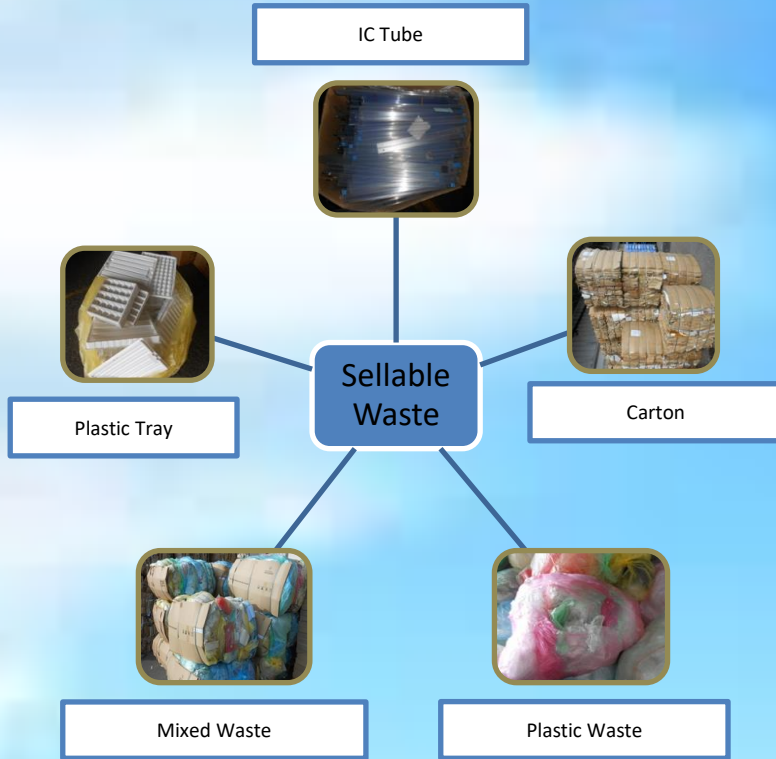 IC Tube
Plastic Tray
Sellable
Waste
Carton
Mixed Waste
Plastic Waste